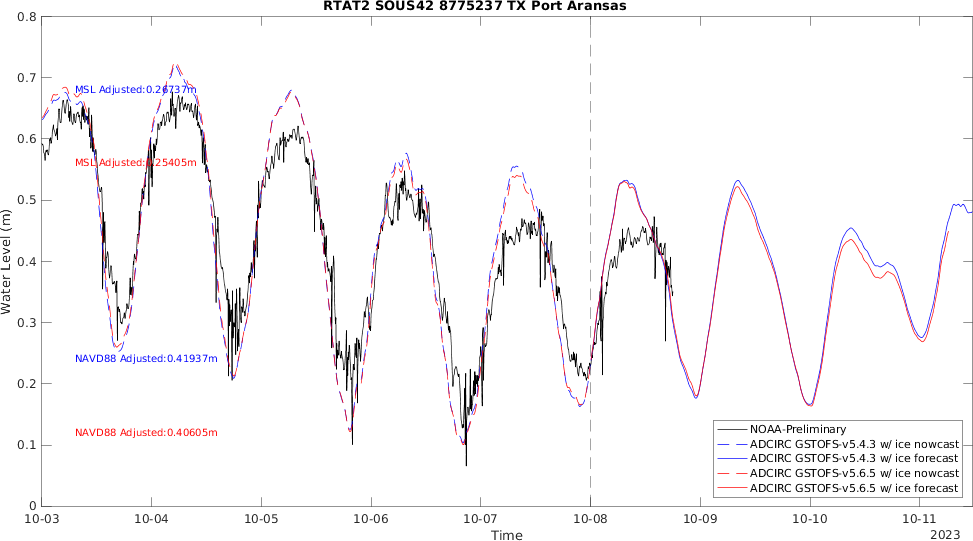 RTAT2 SOUS42 8775237 TX Port Aransas
0.8
0.7
0.6
0.5
0.4
0.3
0.2
0.1
0
Water Level (m)
MSL Adjusted:0.26737m
MSL Adjusted:0.25405m
NAVD88 Adjusted:0.41937m
NAVD88 Adjusted:0.40605m
NOAA-Preliminary
ADCIRC GSTOFS-v5.4.3 w/ ice nowcast
ADCIRC GSTOFS-v5.4.3 w/ ice forecast
ADCIRC GSTOFS-v5.6.5 w/ ice nowcast
ADCIRC GSTOFS-v5.6.5 w/ ice forecast
10-03 10-04 10-05 10-06 10-07 10-08 10-09 10-10 10-11
Time
2023